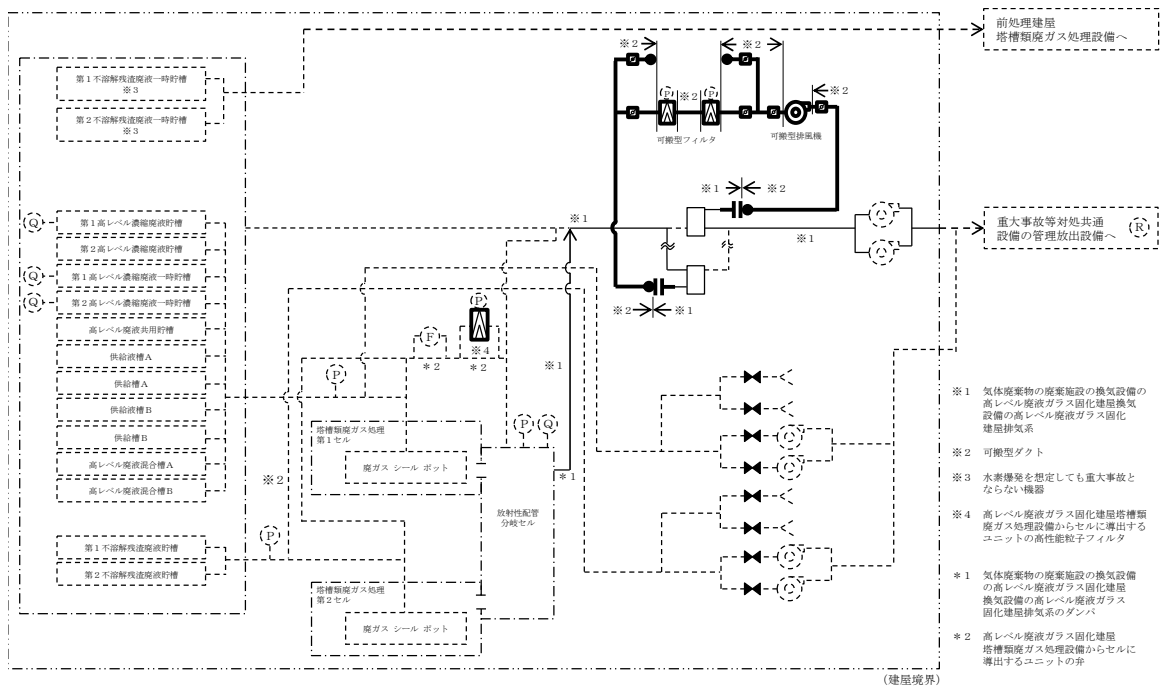 前処理建屋
塔槽類廃ガス処理設備へ
※2
※2
※2
第1不溶解残渣廃液一時貯槽
※3
P
※2
P
第2不溶解残渣廃液一時貯槽
※3
可搬型フィルタ
可搬型排風機
※1
※2
Q
第1高レベル濃縮廃液貯槽
※1
※1
重大事故等対処共通
設備の管理放出設備へ
R
第2高レベル濃縮廃液貯槽
Q
第1高レベル濃縮廃液一時貯槽
Q
第2高レベル濃縮廃液一時貯槽
P
※2
※1
高レベル廃液共用貯槽
F
※4
供給液槽A
*2
*2
※1
供給槽A
P
供給液槽B
供給槽B
高レベル廃液混合槽A
高レベル廃液混合槽B
塔槽類廃ガス処理
第1セル
P
Q
廃ガス シール ポット
※2
*1
放射性配管
分岐セル
P
第1不溶解残渣廃液貯槽
第2不溶解残渣廃液貯槽
塔槽類廃ガス処理
第2セル
廃ガス シール ポット
※1 気体廃棄物の廃棄施設の換気設備の
高レベル廃液ガラス固化建屋換気
設備の高レベル廃液ガラス固化
建屋排気系
※2 可搬型ダクト
※3 水素爆発を想定しても重大事故と
ならない機器
※4 高レベル廃液ガラス固化建屋塔槽類
廃ガス処理設備からセルに導出する
ユニットの高性能粒子フィルタ
*1 気体廃棄物の廃棄施設の換気設備
の高レベル廃液ガラス固化建屋
換気設備の高レベル廃液ガラス
固化建屋排気系のダンパ
*2 高レベル廃液ガラス固化建屋
塔槽類廃ガス処理設備からセルに
導出するユニットの弁
(建屋境界)